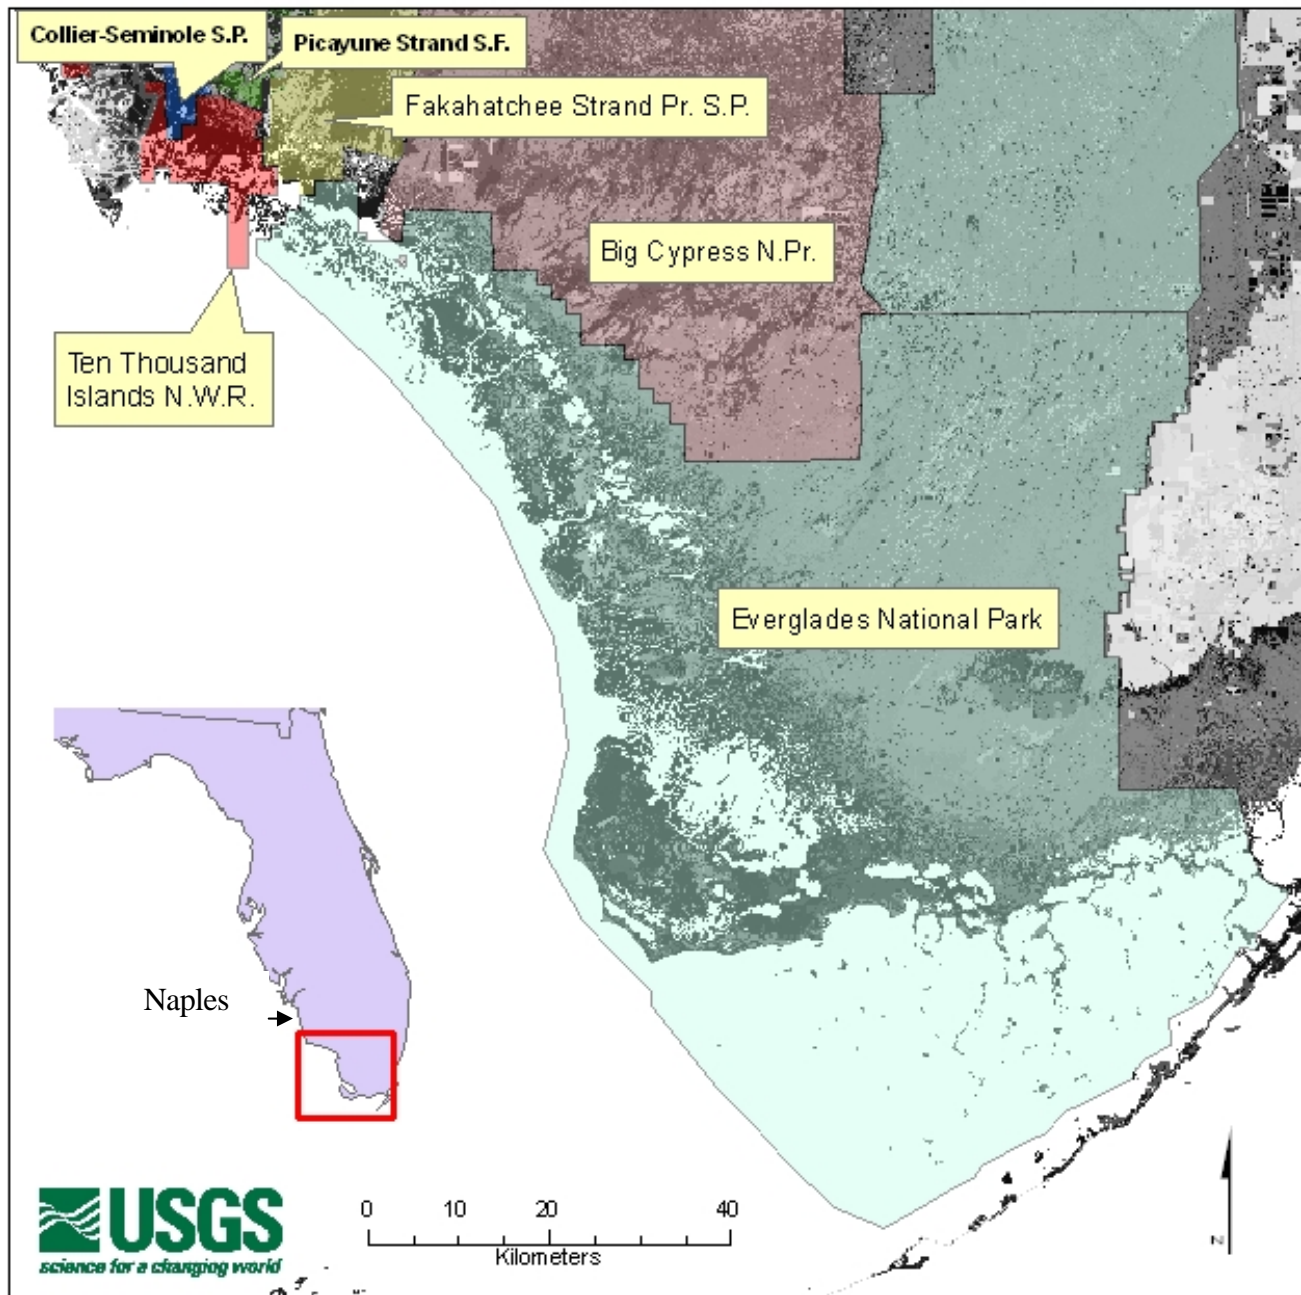 Collier-Seminole S.P.
Picayune Strand S.F.
Fakahatchee Strand Pr. S.P.
Big Cypress N.Pr.
Ten Thousand
Islands N.W.R.
Everglades National Park
Naples
USGS
science for a changing world
0 10 20 40
Kilometers
z